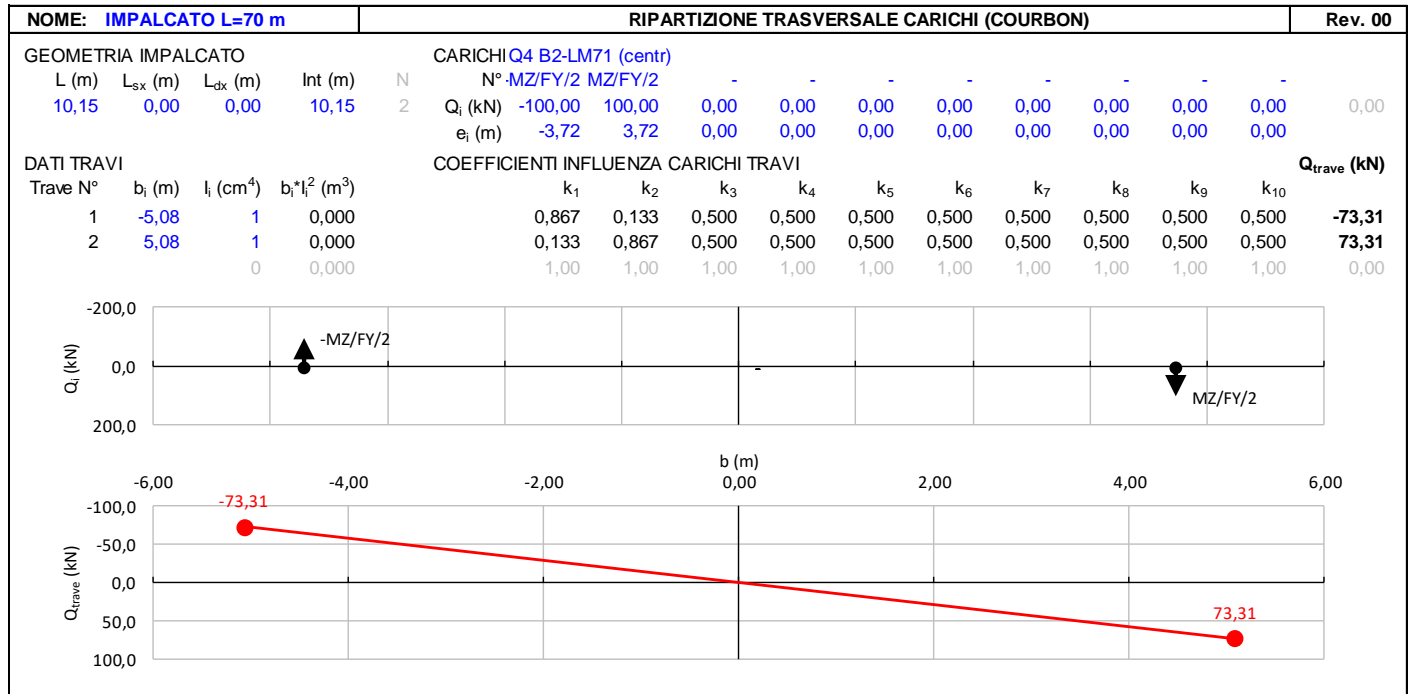 NOME: IMPALCATO L=70 m RIPARTIZIONE TRASVERSALE CARICHI (COURBON) Rev. 00
GEOMETRIA IMPALCATO CARICHI Q4 B2-LM71 (centr)
L (m) Lsx (m) Ldx (m) Int (m) N N° -MZ/FY/2 MZ/FY/2 - - - - - - - -
10,15 0,00 0,00 10,15 2 Qi (kN) -100,00 100,00 0,00 0,00 0,00 0,00 0,00 0,00 0,00 0,00 0,00
ei (m) -3,72 3,72 0,00 0,00 0,00 0,00 0,00 0,00 0,00 0,00
DATI TRAVI COEFFICIENTI INFLUENZA CARICHI TRAVI Qtrave (kN)
Trave N° bi (m) Ii (cm4) bi*Ii2 (m3) k1 k2 k3 k4 k5 k6 k7 k8 k9 k10
1 -5,08 1 0,000 0,867 0,133 0,500 0,500 0,500 0,500 0,500 0,500 0,500 0,500 -73,31
2 5,08 1 0,000 0,133 0,867 0,500 0,500 0,500 0,500 0,500 0,500 0,500 0,500 73,31
0 0,000 1,00 1,00 1,00 1,00 1,00 1,00 1,00 1,00 1,00 1,00 0,00
-200,0
-MZ/FY/2
0,0
-
Qi (kN)
MZ/FY/2
200,0
b (m)
-6,00 -4,00 -2,00 0,00 2,00 4,00 6,00
-73,31
-100,0
-50,0
0,0
Qtrave (kN)
50,0
73,31
100,0